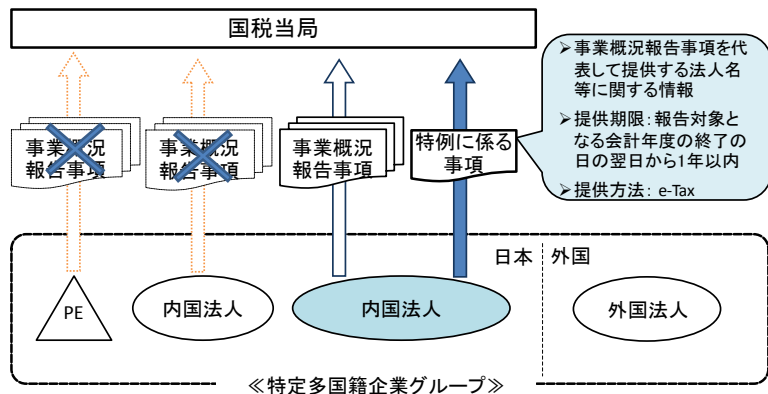 国税当局
➢事業概況報告事項を代
表して提供する法人名
等に関する情報
➢提供期限：報告対象と
なる会計年度の終了の
日の翌日から1年以内
➢提供方法： e-Tax
事業概況
報告事項
事業概況
報告事項
事業概況
報告事項
特例に係る
事項
日本
外国
PE
内国法人
内国法人
外国法人
≪特定多国籍企業グループ≫